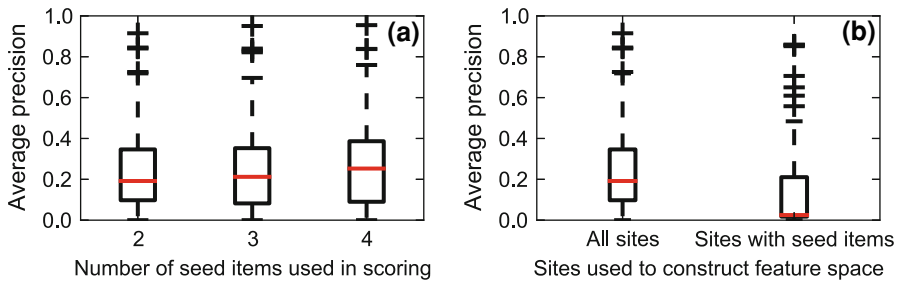 (a)
Average precision
1.0
0.8
0.6
0.4
0.2
0.0
2 3 4
Number of seed items used in scoring
(b)
Average precision
1.0
0.8
0.6
0.4
0.2
0.0
All sites Sites with seed items
Sites used to construct feature space